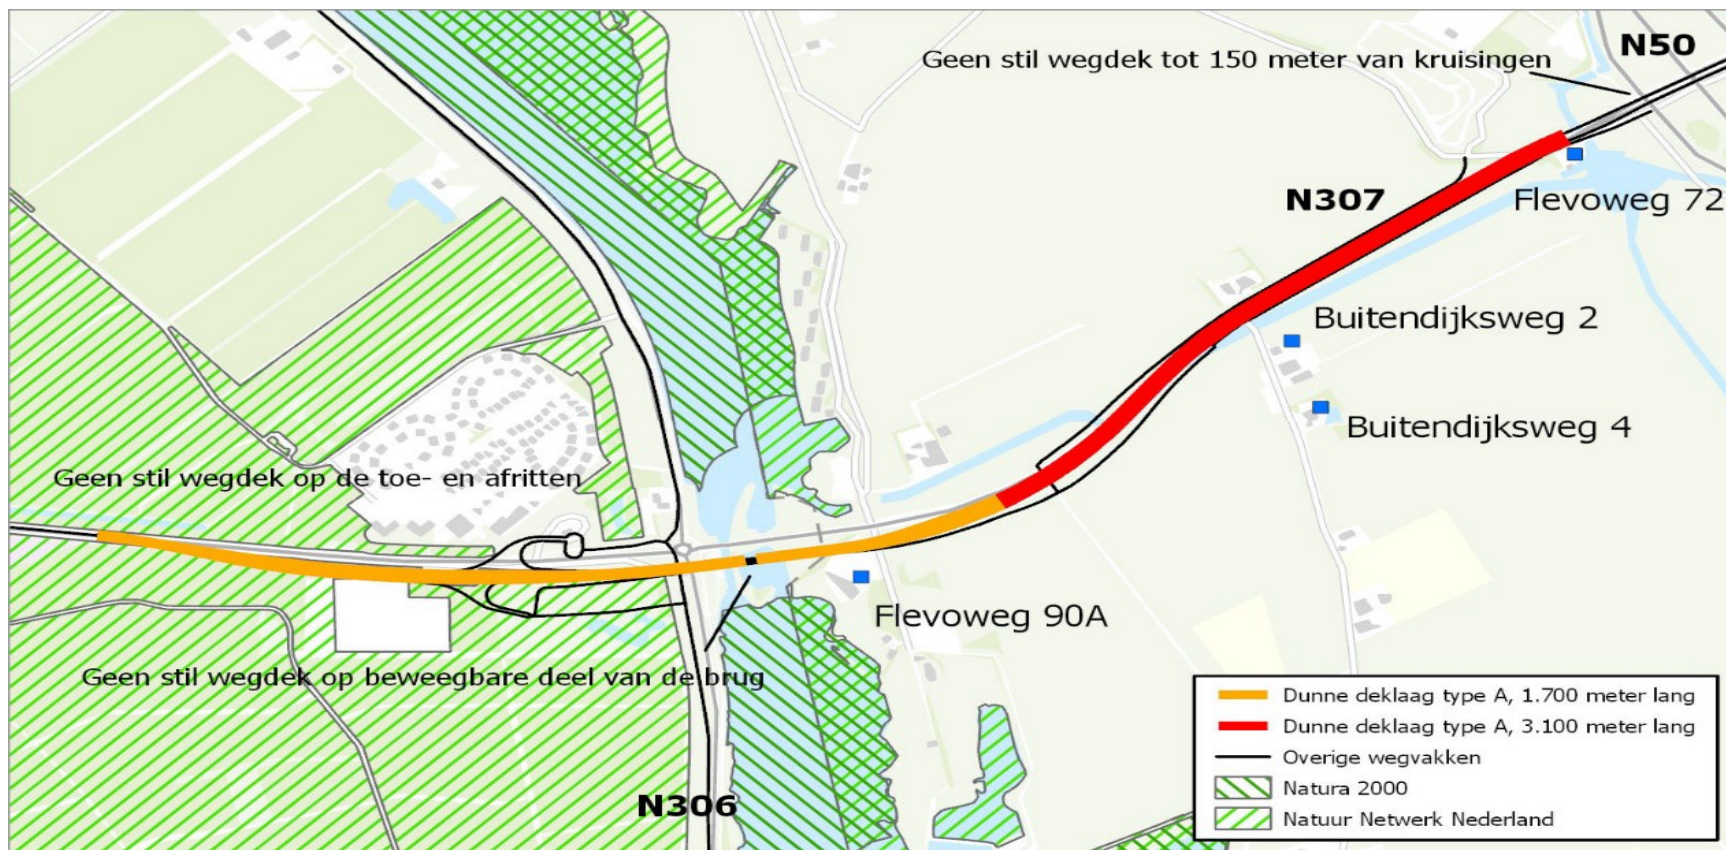 N50
Geen stil wegdek tot 150 meter van kruisingen
N307
Flevoweg 72
Buitendijksweg 2
Buitendijksweg 4
Geen stil wegdek op de toe- en afritten
Flevoweg 90A
Geen stil wegdek op beweegbare deel van de brug
N306
Dunne deklaag type A, 1.700 meter lang
Dunne deklaag type A, 3.100 meter lang
Overige wegvakken
Natura 2000
Natuur Netwerk Nederland